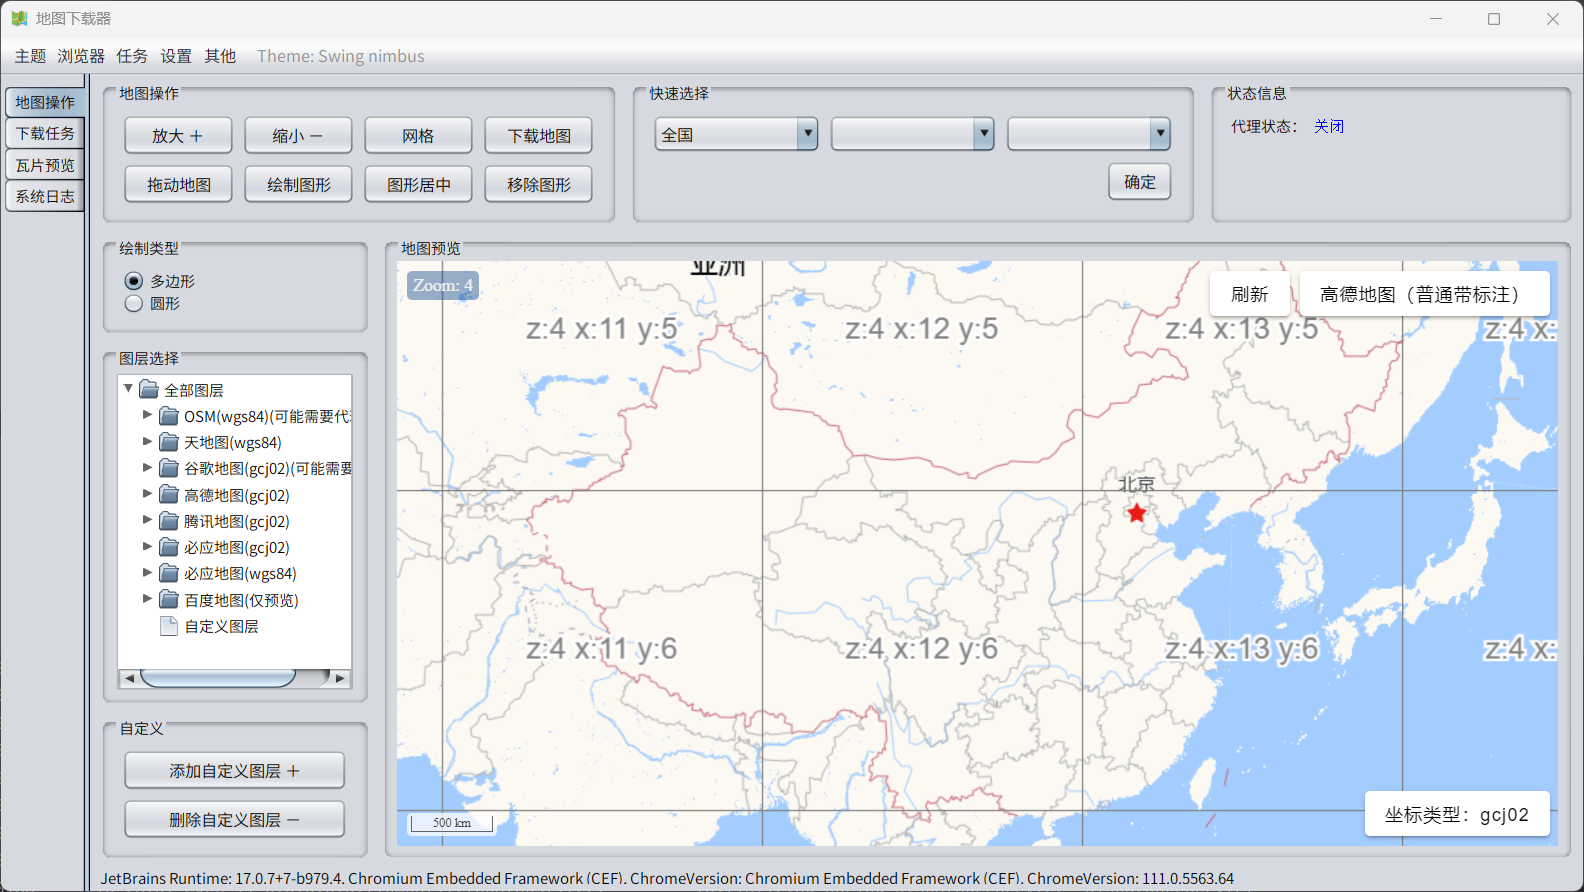 地图下载器
主题 浏览器 任务 设置 其他 Theme: Swing nimbus
地图操作
下载任务
瓦片预览
系统日志
地图操作
放大 + 缩小 − 网格 下载地图
拖动地图 绘制图形 图形居中 移除图形
快速选择
全国
确定
状态信息
代理状态： 关闭
绘制类型
多边形
圆形
图层选择
全部图层
OSM(wgs84)(可能需要代
天地图(wgs84)
谷歌地图(gcj02)(可能需要
高德地图(gcj02)
腾讯地图(gcj02)
必应地图(gcj02)
必应地图(wgs84)
百度地图(仅预览)
自定义图层
自定义
添加自定义图层 +
删除自定义图层 −
地图预览
亚洲
Zoom: 4
刷新 高德地图（普通带标注）
z:4 x:11 y:5 z:4 x:12 y:5 z:4 x:13 y:5 z:4 x:
北京
z:4 x:11 y:6 z:4 x:12 y:6 z:4 x:13 y:6 z:4 x:
500 km
坐标类型：gcj02
JetBrains Runtime: 17.0.7+7-b979.4, Chromium Embedded Framework (CEF), ChromeVersion: Chromium Embedded Framework (CEF), ChromeVersion: 111.0.5563.64